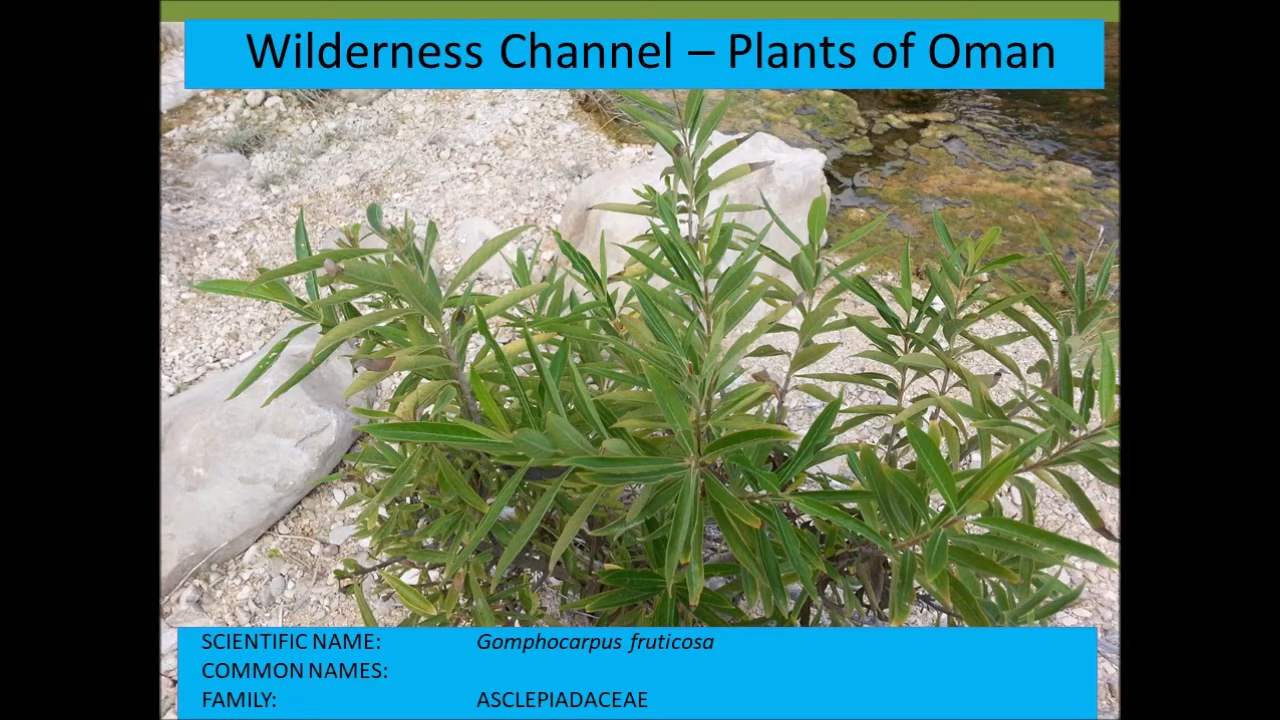 Wilderness Channel – Plants of Oman
SCIENTIFIC NAME: Gomphocarpus fruticosa
COMMON NAMES:
FAMILY: ASCLEPIADACEAE